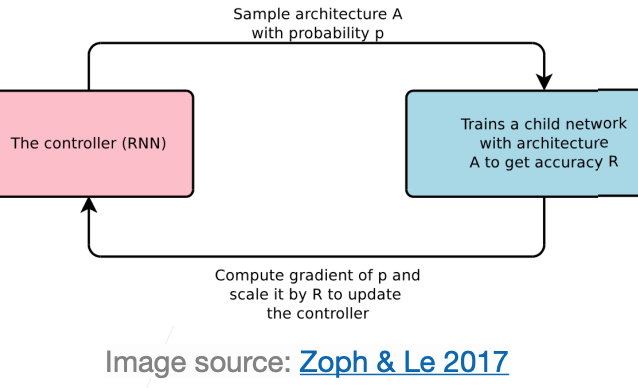 Sample architecture A
with probability p
The controller (RNN)
Trains a child network
with architecture
A to get accuracy R
Compute gradient of p and
scale it by R to update
the controller
Image source: Zoph & Le 2017